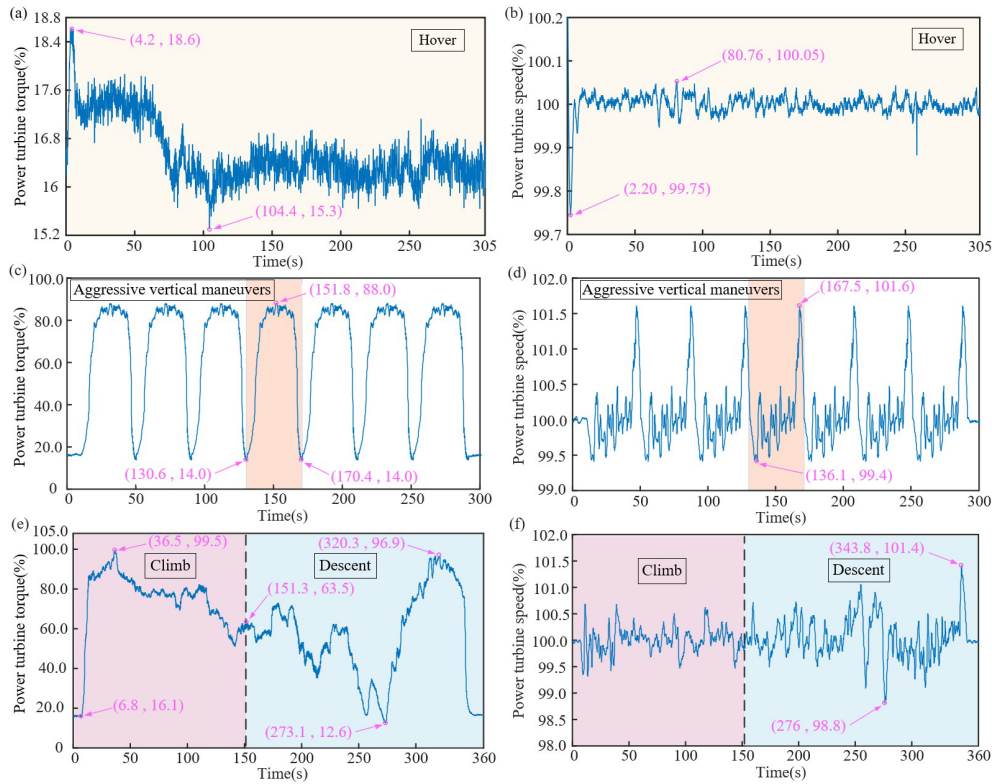 (a)
18.8
18.4
17.6
16.8
16
15.2
Power turbine torque(%)
(4.2 , 18.6)
Hover
(104.4 , 15.3)
0
50
100
150
200
250
305
Time(s)
(b)
100.2
100.1
100
99.9
99.8
99.7
Power turbine speed(%)
Hover
(80.76 , 100.05)
(2.20 , 99.75)
0
50
100
150
200
250
305
Time(s)
(c)
100.0
80.0
60.0
40.0
20.0
0
Power turbine torque(%)
Aggressive vertical maneuvers
(151.8 , 88.0)
(130.6 , 14.0)
(170.4 , 14.0)
0
50
100
150
200
250
300
Time(s)
(d)
102.0
101.5
101.0
100.5
100.0
99.5
99.0
Power turbine speed(%)
Aggressive vertical maneuvers
(167.5 , 101.6)
(136.1 , 99.4)
0
50
100
150
200
250
300
Time(s)
(e)
105.0
100.0
80.0
60.0
40.0
20.0
0
Power turbine torque(%)
(36.5 , 99.5)
Climb
Descent
(320.3 , 96.9)
(151.3 , 63.5)
(6.8 , 16.1)
(273.1 , 12.6)
0
50
100
150
200
250
300
360
Time(s)
(f)
102.0
101.5
101.0
100.5
100.0
99.5
99.0
98.5
98.0
Power turbine speed(%)
Climb
Descent
(343.8 , 101.4)
(276 , 98.8)
0
50
100
150
200
250
300
360
Time(s)